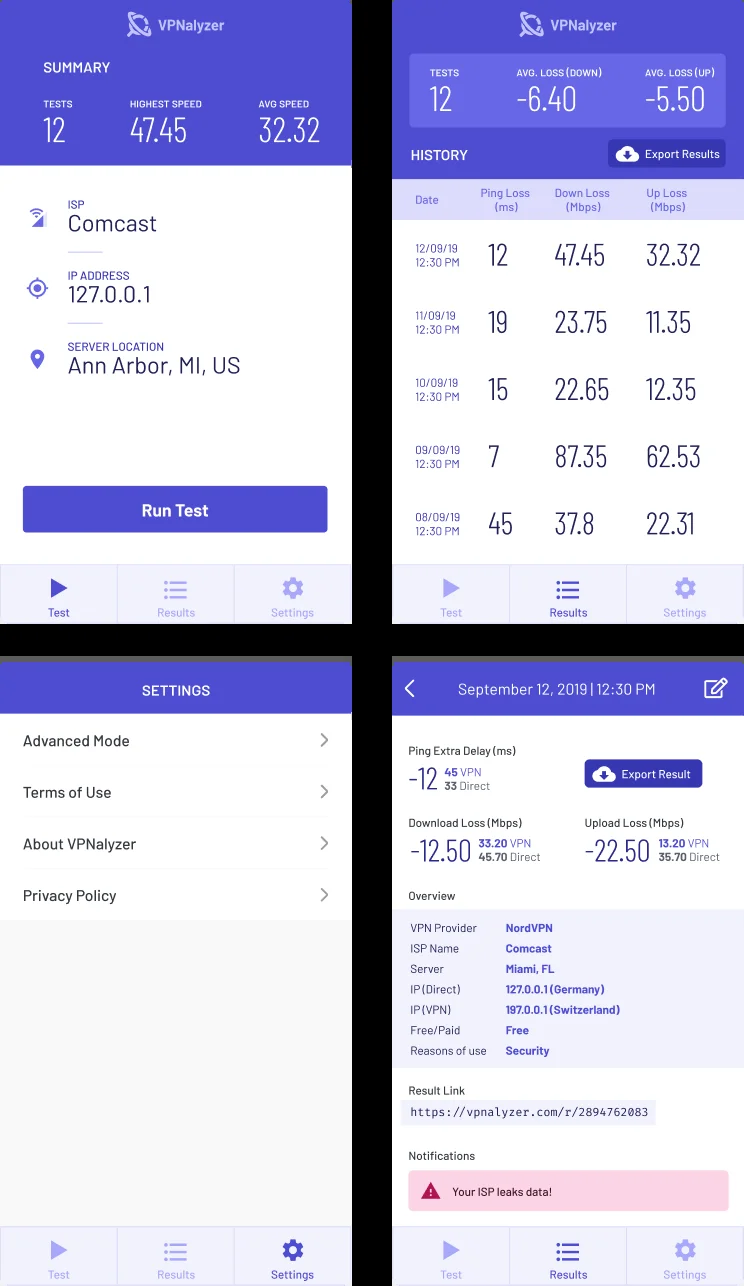 VPNalyzer
SUMMARY
TESTS HIGHEST SPEED AVG SPEED
12 47.45 32.32
ISP
Comcast
IP ADDRESS
127.0.0.1
SERVER LOCATION
Ann Arbor, MI, US
Run Test
Test Results Settings
VPNalyzer
TESTS AVG. LOSS (DOWN) AVG. LOSS (UP)
12 -6.40 -5.50
HISTORY Export Results
Date Ping Loss (ms) Down Loss (Mbps) Up Loss (Mbps)
12/09/19 12:30 PM 12 47.45 32.32
11/09/19 12:30 PM 19 23.75 11.35
10/09/19 12:30 PM 15 22.65 12.35
09/09/19 12:30 PM 7 87.35 62.53
08/09/19 12:30 PM 45 37.8 22.31
Test Results Settings
SETTINGS
Advanced Mode
Terms of Use
About VPNalyzer
Privacy Policy
Test Results Settings
September 12, 2019 | 12:30 PM
Ping Extra Delay (ms)
-12 45 VPN 33 Direct
Export Result
Download Loss (Mbps)
-12.50 33.20 VPN 45.70 Direct
Upload Loss (Mbps)
-22.50 13.20 VPN 35.70 Direct
Overview
VPN Provider NordVPN
ISP Name Comcast
Server Miami, FL
IP (Direct) 127.0.0.1 (Germany)
IP (VPN) 197.0.0.1 (Switzerland)
Free/Paid Free
Reasons of use Security
Result Link
https://vpnalyzer.com/r/2894762083
Notifications
Your ISP leaks data!
Test Results Settings